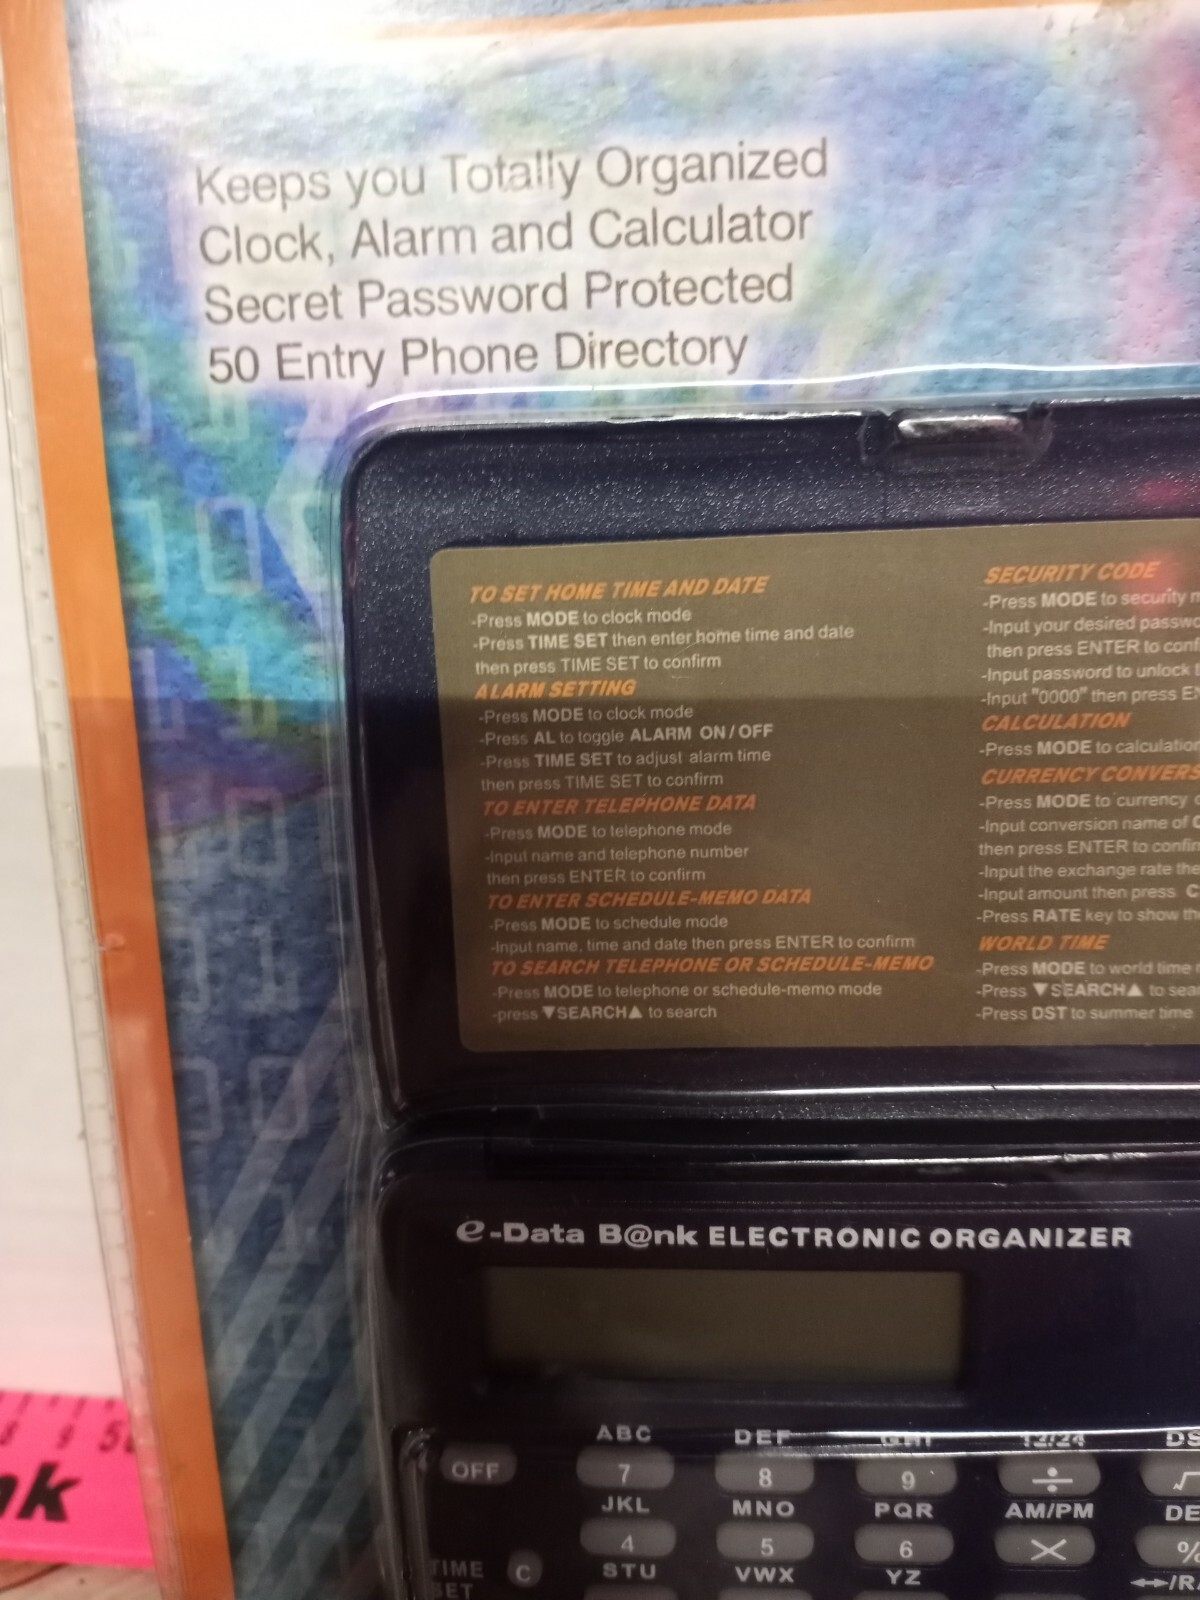 Keeps you Totally Organized
Clock, Alarm and Calculator
Secret Password Protected
50 Entry Phone Directory
TO SET HOME TIME AND DATE
-Press MODE to clock mode
-Press TIME SET then enter home time and date
then press TIME SET to confirm
ALARM SETTING
-Press MODE to clock mode
-Press AL to toggle ALARM ON/OFF
-Press TIME SET to adjust alarm time
then press TIME SET to confirm
TO ENTER TELEPHONE DATA
-Press MODE to telephone mode
-Input name and telephone number
then press ENTER to confirm
TO ENTER SCHEDULE-MEMO DATA
-Press MODE to schedule mode
-Input name, time and date then press ENTER to confirm
TO SEARCH TELEPHONE OR SCHEDULE-MEMO
-Press MODE to telephone or schedule-memo mode
-press ▼SEARCH▲ to search
SECURITY CODE
-Press MODE to security
-Input your desired
then press ENTER to
-Input password to unlock
-Input "0000" then press
CALCULATION
-Press MODE to calculation
CURRENCY
-Press MODE to currency
-Input conversion name of
then press ENTER to
-Input the exchange rate
-Input amount then press
-Press RATE key to show
WORLD TIME
-Press MODE to world time
-Press ▼SEARCH▲ to
-Press DST to summer time
e-Data B@nk ELECTRONIC ORGANIZER
ABC DEF GHI 12/24
OFF 7 8 9 ÷ √
JKL MNO PQR AM/PM
4 5 6 × %
TIME SET C STU VWX YZ
8 9